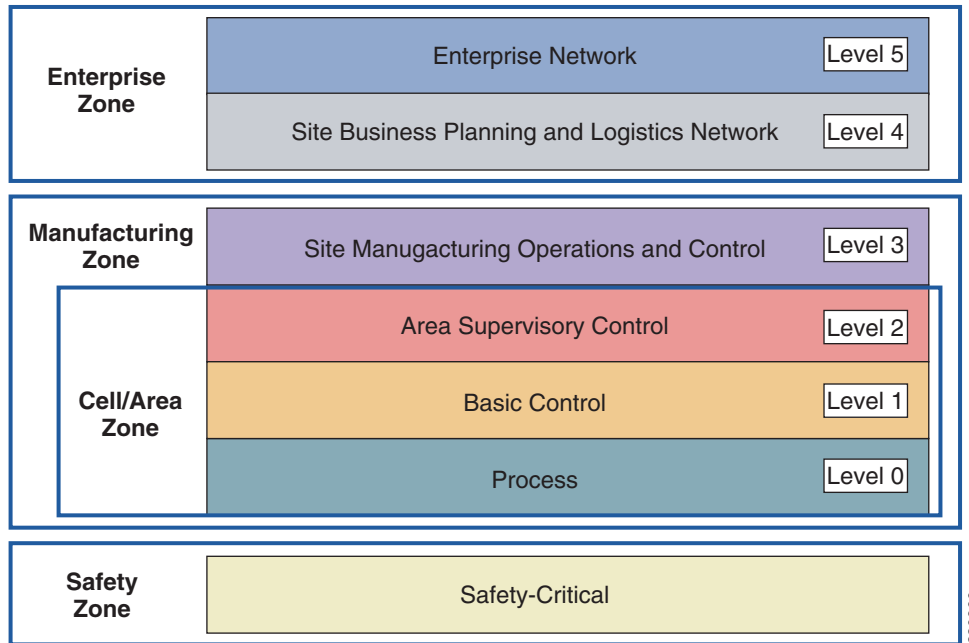 Enterprise
Zone
Enterprise Network
Level 5
Site Business Planning and Logistics Network
Level 4
Manufacturing
Zone
Site Manugacturing Operations and Control
Level 3
Cell/Area
Zone
Area Supervisory Control
Level 2
Basic Control
Level 1
Process
Level 0
Safety
Zone
Safety-Critical